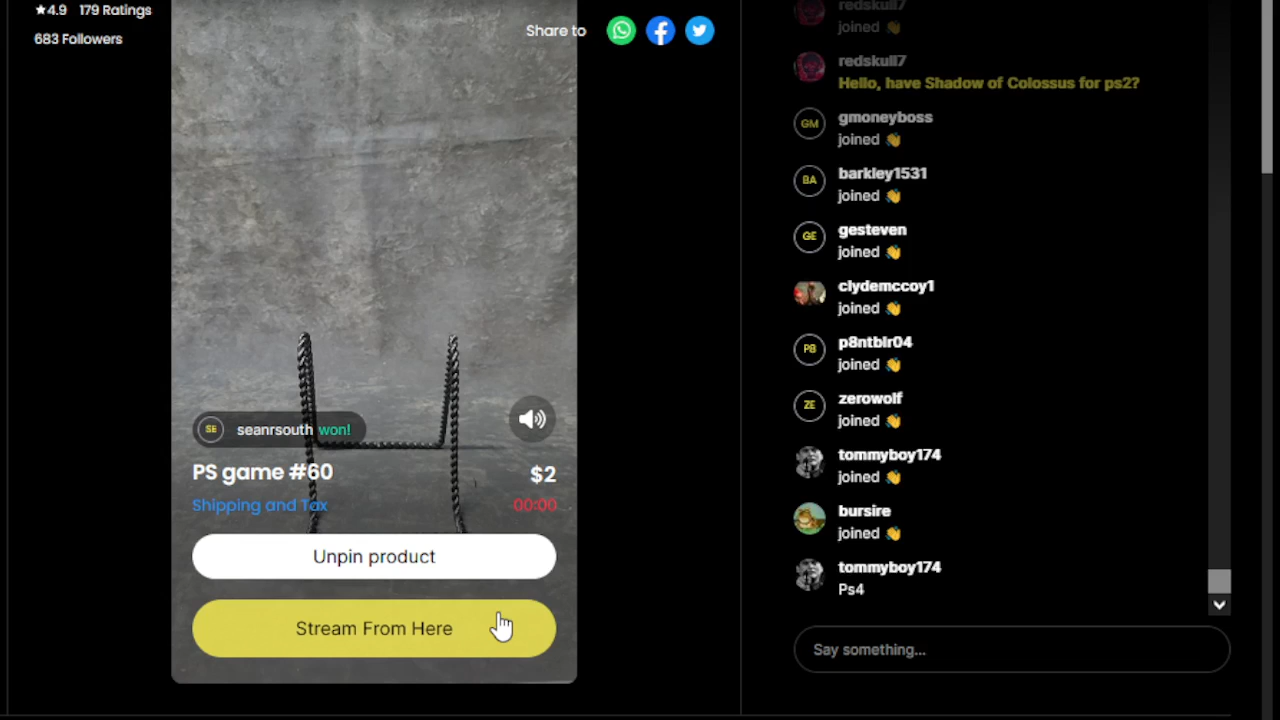 ★4.9 179 Ratings
683 Followers
Share to
SE seanrsouth won!
PS game #60
$2
Shipping and Tax
00:00
Unpin product
Stream From Here
redskull7
joined 👋
redskull7
Hello, have Shadow of Colossus for ps2?
GM gmoneyboss
joined 👋
BA barkley1531
joined 👋
GE gesteven
joined 👋
clydemccoy1
joined 👋
P8 p8ntblr04
joined 👋
ZE zerowolf
joined 👋
tommyboy174
joined 👋
bursire
joined 👋
tommyboy174
Ps4
Say something...